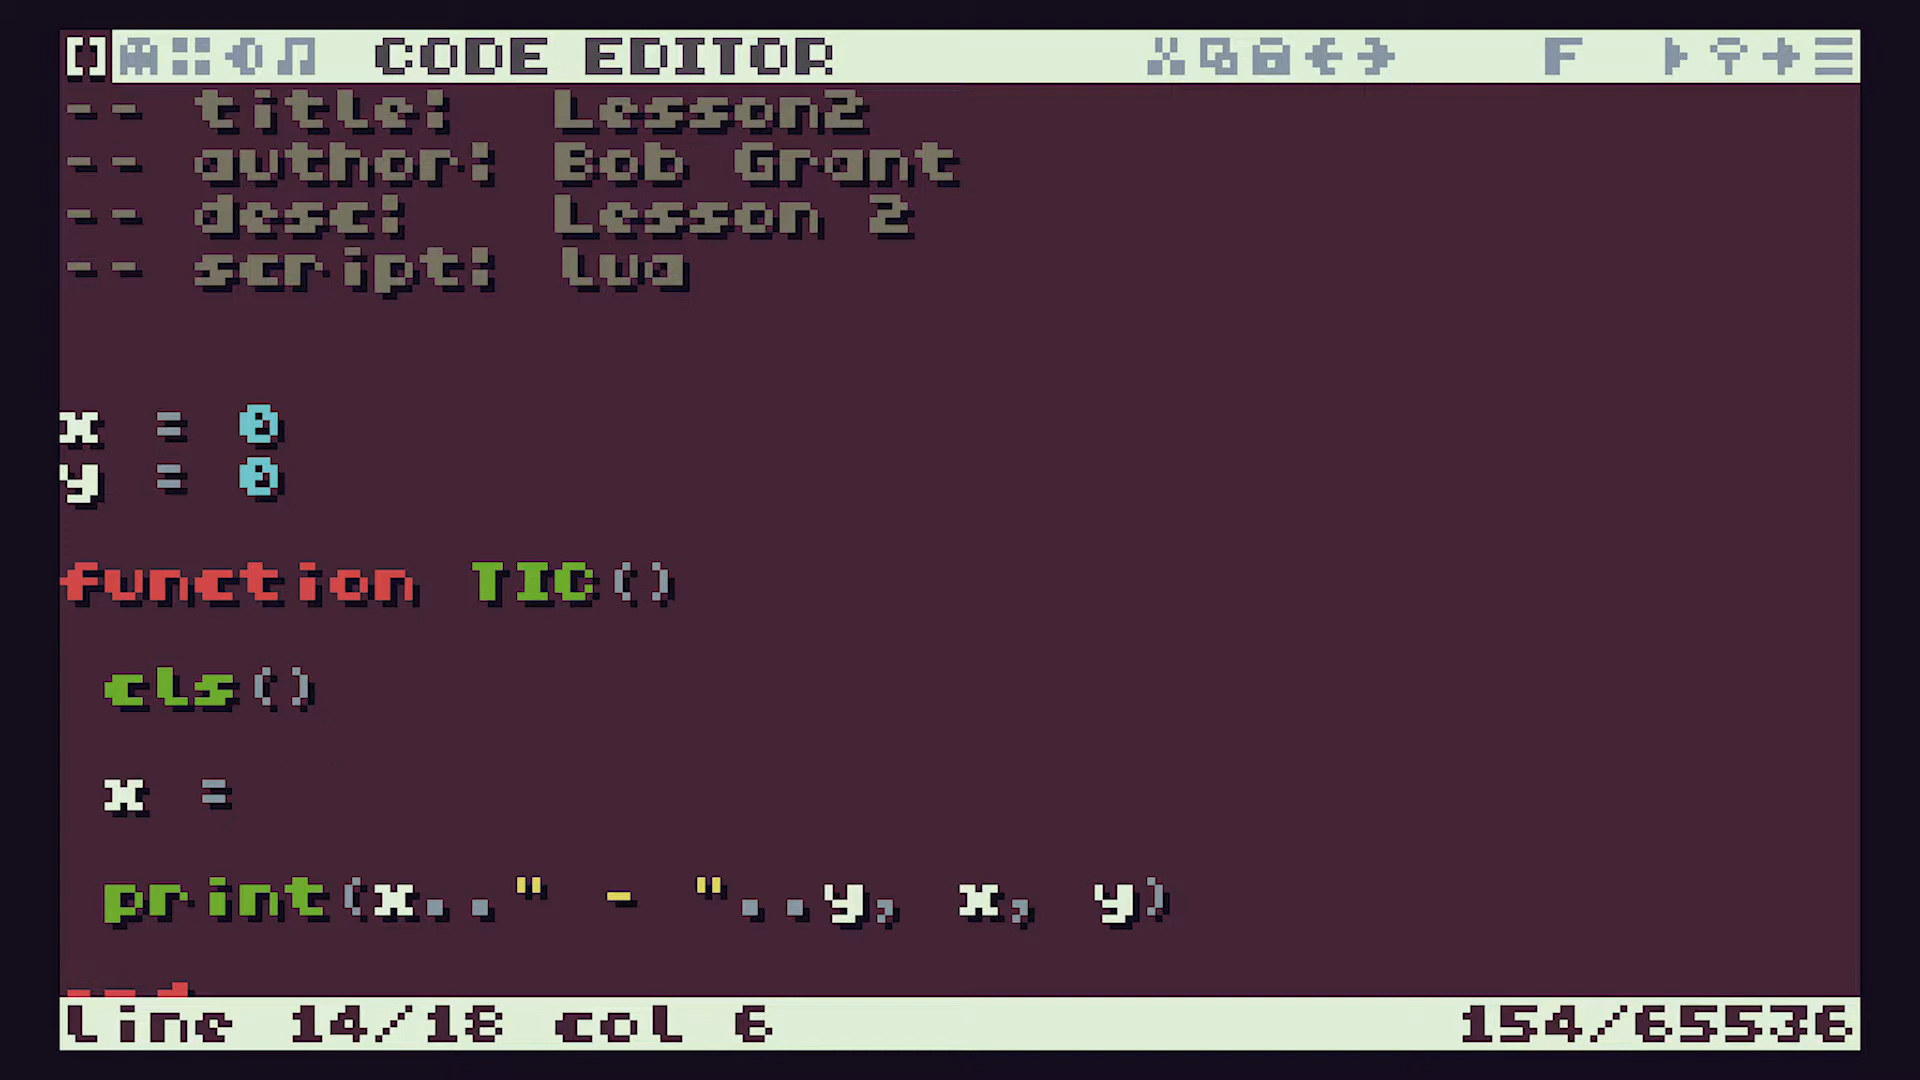 CODE EDITOR F
-- title: Lesson2
-- author: Bob Grant
-- desc: Lesson 2
-- script: lua
x = 0
y = 0
function TIC()
cls()
x =
print(x.." - "..y, x, y)
end
line 14/18 col 6 154/65536